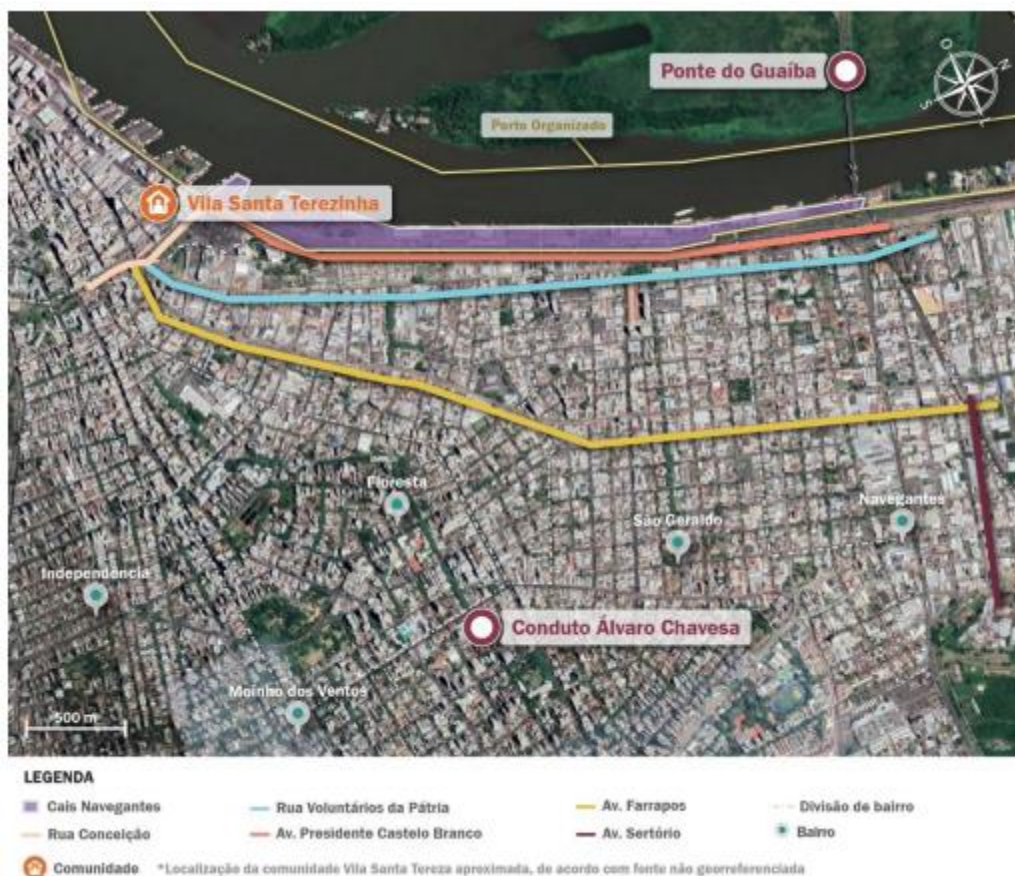 Ponte do Guaíba
O
N
S
L
Porto Organizado
Vila Santa Terezinha
Floresta
São Geraldo
Navegantes
Independência
Conduto Álvaro Chavesa
Moinho dos Ventos
500 m
LEGENDA
Cais Navegantes
Rua Voluntários da Pátria
Av. Farrapos
Divisão de bairro
Rua Conceição
Av. Presidente Castelo Branco
Av. Sertório
Bairro
Comunidade *Localização da comunidade Vila Santa Tereza aproximada, de acordo com fonte não georreferenciada